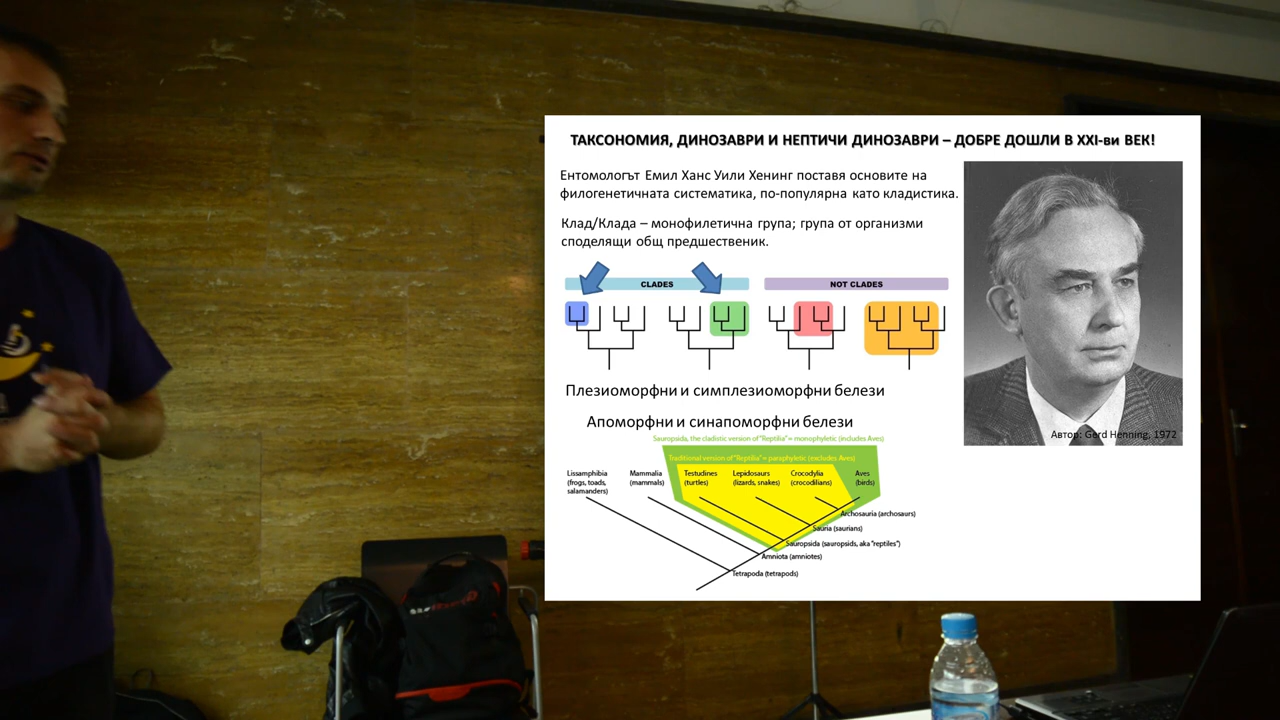 ТАКСОНОМИЯ, ДИНОЗАВРИ И НЕПТИЧИ ДИНОЗАВРИ – ДОБРЕ ДОШЛИ В XXI-ви ВЕК!
Ентомологът Емил Ханс Уили Хенинг поставя основите на
филогенетичната систематика, по-популярна като кладистика.
Клад/Клада – монофилетична група; група от организми
споделящи общ предшественик.
CLADES
NOT CLADES
Плезиоморфни и симплезиоморфни белези
Апоморфни и синапоморфни белези
Автор: Gerd Henning, 1972
Sauropsida, the cladistic version of "Reptilia" = monophyletic (includes Aves)
Traditional version of "Reptilia" = paraphyletic (excludes Aves)
Lissamphibia
(frogs, toads,
salamanders)
Mammalia
(mammals)
Testudines
(turtles)
Lepidosaurs
(lizards, snakes)
Crocodylia
(crocodilians)
Aves
(birds)
Archosauria (archosaurs)
Sauria (saurians)
Sauropsida (sauropsids, aka "reptiles")
Amniota (amniotes)
Tetrapoda (tetrapods)